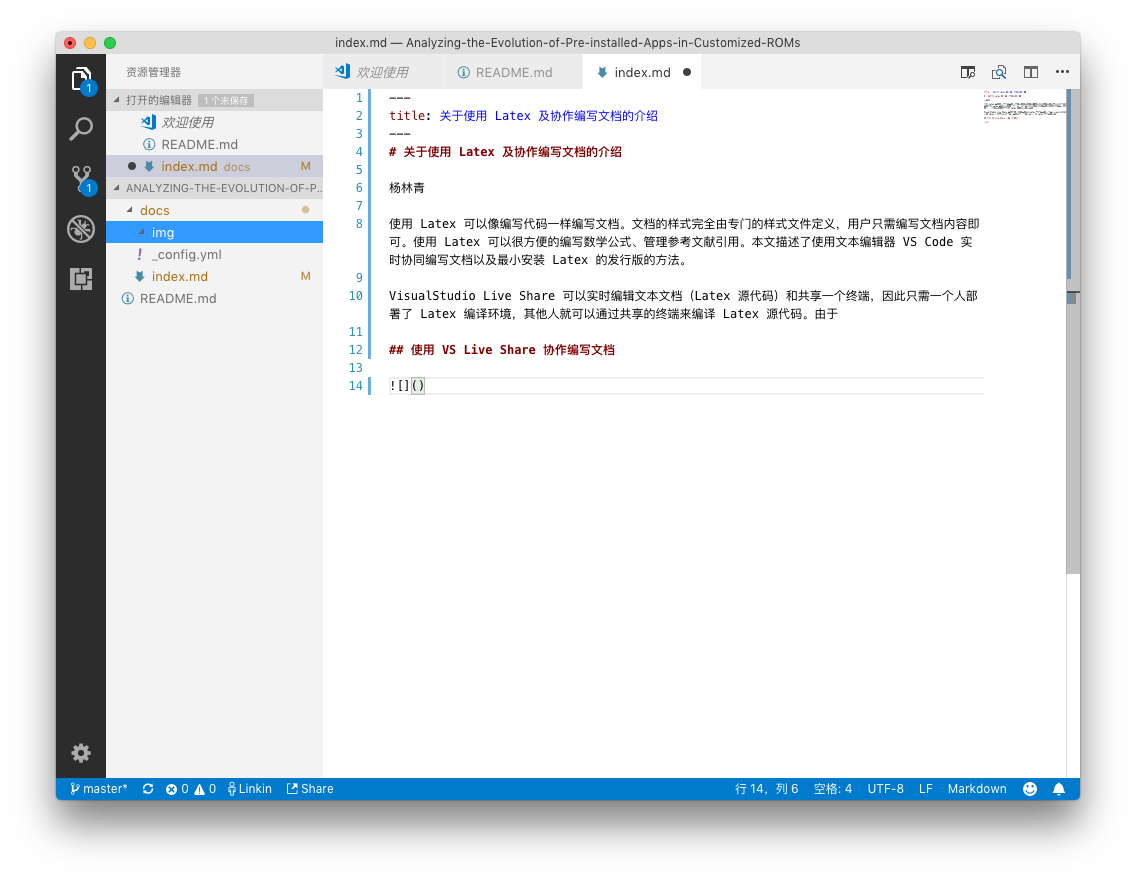 index.md — Analyzing-the-Evolution-of-Pre-installed-Apps-in-Customized-ROMs
资源管理器
欢迎使用
README.md
index.md
1
1
打开的编辑器 1 个未保存
欢迎使用
README.md
index.md docs M
ANALYZING-THE-EVOLUTION-OF-P...
docs
img
! _config.yml
index.md M
README.md
1 ---
2 title: 关于使用 Latex 及协作编写文档的介绍
3 ---
4 # 关于使用 Latex 及协作编写文档的介绍
5
6 杨林青
7
8 使用 Latex 可以像编写代码一样编写文档。文档的样式完全由专门的样式文件定义，用户只需编写文档内容即
可。使用 Latex 可以很方便的编写数学公式、管理参考文献引用。本文描述了使用文本编辑器 VS Code 实
时协同编写文档以及最小安装 Latex 的发行版的方法。
9
10 VisualStudio Live Share 可以实时编辑文本文档（Latex 源代码）和共享一个终端，因此只需一个人部
署了 Latex 编译环境，其他人就可以通过共享的终端来编译 Latex 源代码。由于
11
12 ## 使用 VS Live Share 协作编写文档
13
14 ![]()
master* 0 0 Linkin Share 行 14，列 6 空格: 4 UTF-8 LF Markdown